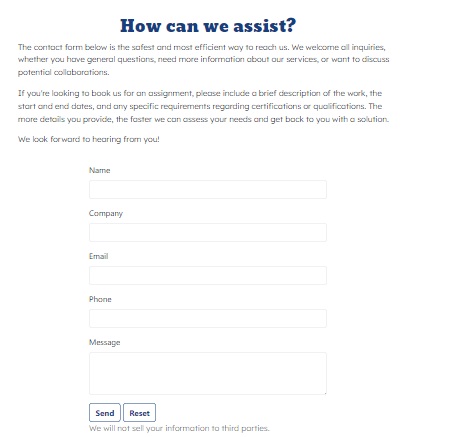 How can we assist?
The contact form below is the safest and most efficient way to reach us. We welcome all inquiries,
whether you have general questions, need more information about our services, or want to discuss
potential collaborations.
If you're looking to book us for an assignment, please include a brief description of the work, the
start and end dates, and any specific requirements regarding certifications or qualifications. The
more details you provide, the faster we can assess your needs and get back to you with a solution.
We look forward to hearing from you!
Name
Company
Email
Phone
Message
Send Reset
We will not sell your information to third parties.